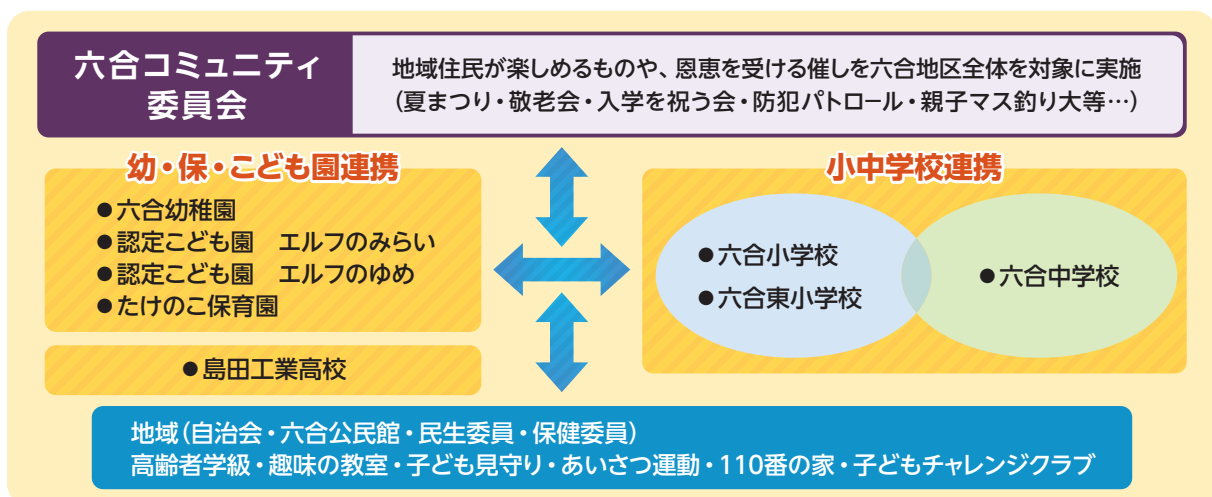 六合コミュニティ
委員会
地域住民が楽しめるものや、恩恵を受ける催しを六合地区全体を対象に実施
(夏まつり・敬老会・入学を祝う会・防犯パトロール・親子マス釣り大等…)
幼・保・こども園連携
●六合幼稚園
●認定こども園　エルフのみらい
●認定こども園　エルフのゆめ
●たけのこ保育園
●島田工業高校
小中学校連携
●六合小学校
●六合東小学校
●六合中学校
地域(自治会・六合公民館・民生委員・保健委員)
高齢者学級・趣味の教室・子ども見守り・あいさつ運動・110番の家・子どもチャレンジクラブ